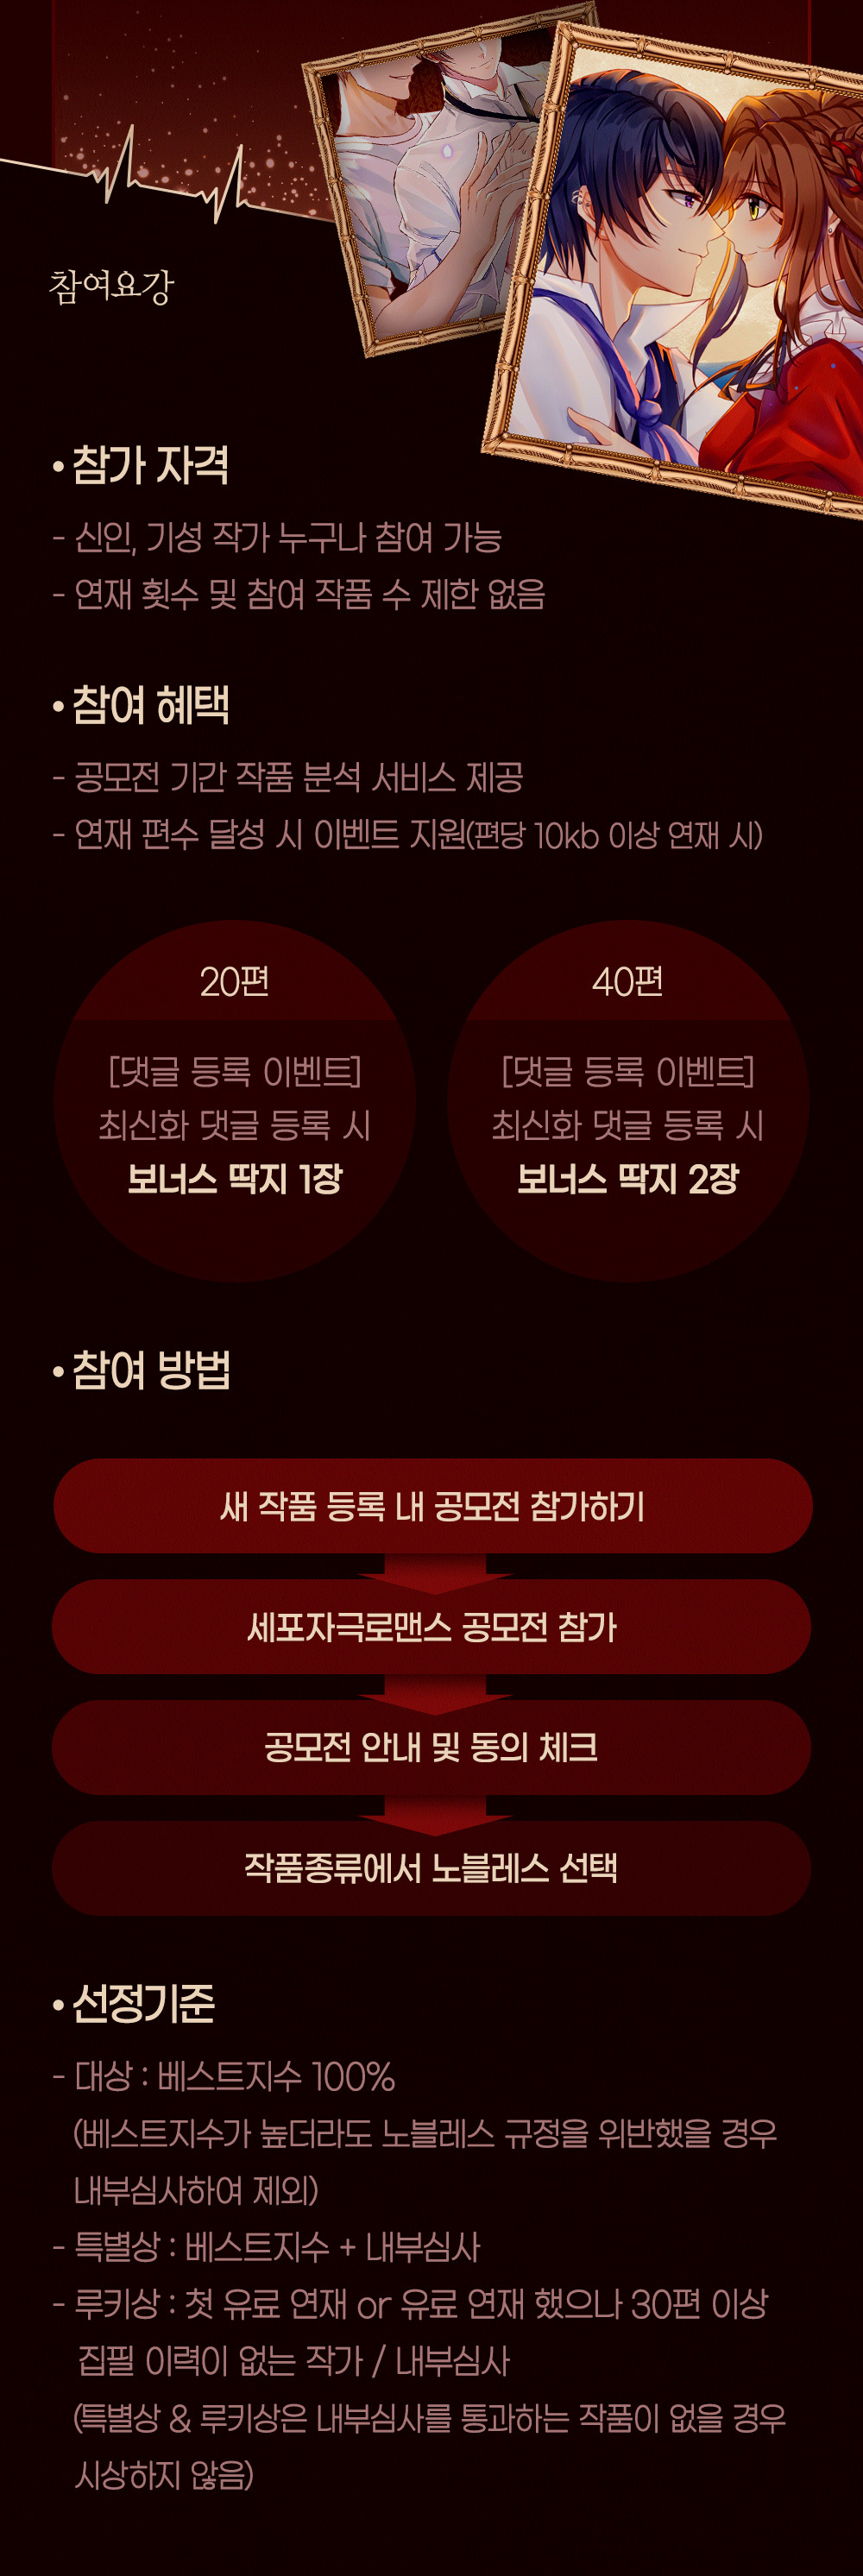 참여요강
• 참가 자격
- 신인, 기성 작가 누구나 참여 가능
- 연재 횟수 및 참여 작품 수 제한 없음
• 참여 혜택
- 공모전 기간 작품 분석 서비스 제공
- 연재 편수 달성 시 이벤트 지원(편당 10kb 이상 연재 시)
20편
[댓글 등록 이벤트]
최신화 댓글 등록 시
보너스 딱지 1장
40편
[댓글 등록 이벤트]
최신화 댓글 등록 시
보너스 딱지 2장
• 참여 방법
새 작품 등록 내 공모전 참가하기
세포자극로맨스 공모전 참가
공모전 안내 및 동의 체크
작품종류에서 노블레스 선택
• 선정기준
- 대상 : 베스트지수 100%
(베스트지수가 높더라도 노블레스 규정을 위반했을 경우
내부심사하여 제외)
- 특별상 : 베스트지수 + 내부심사
- 루키상 : 첫 유료 연재 or 유료 연재 했으나 30편 이상
집필 이력이 없는 작가 / 내부심사
(특별상 & 루키상은 내부심사를 통과하는 작품이 없을 경우
시상하지 않음)